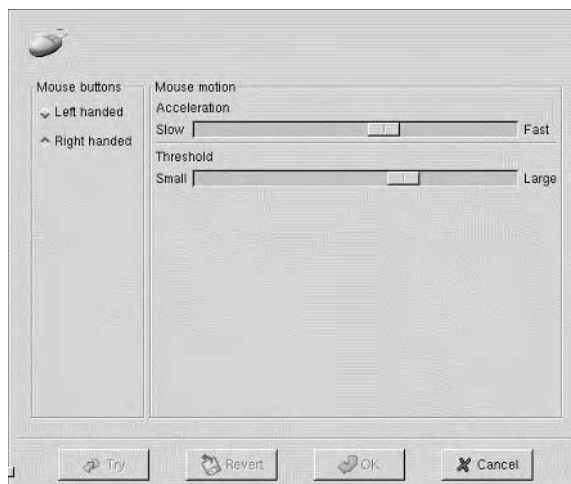 Mouse buttons
Left handed
Right handed
Mouse motion
Acceleration
Slow Fast
Threshold
Small Large
Try Revert OK Cancel